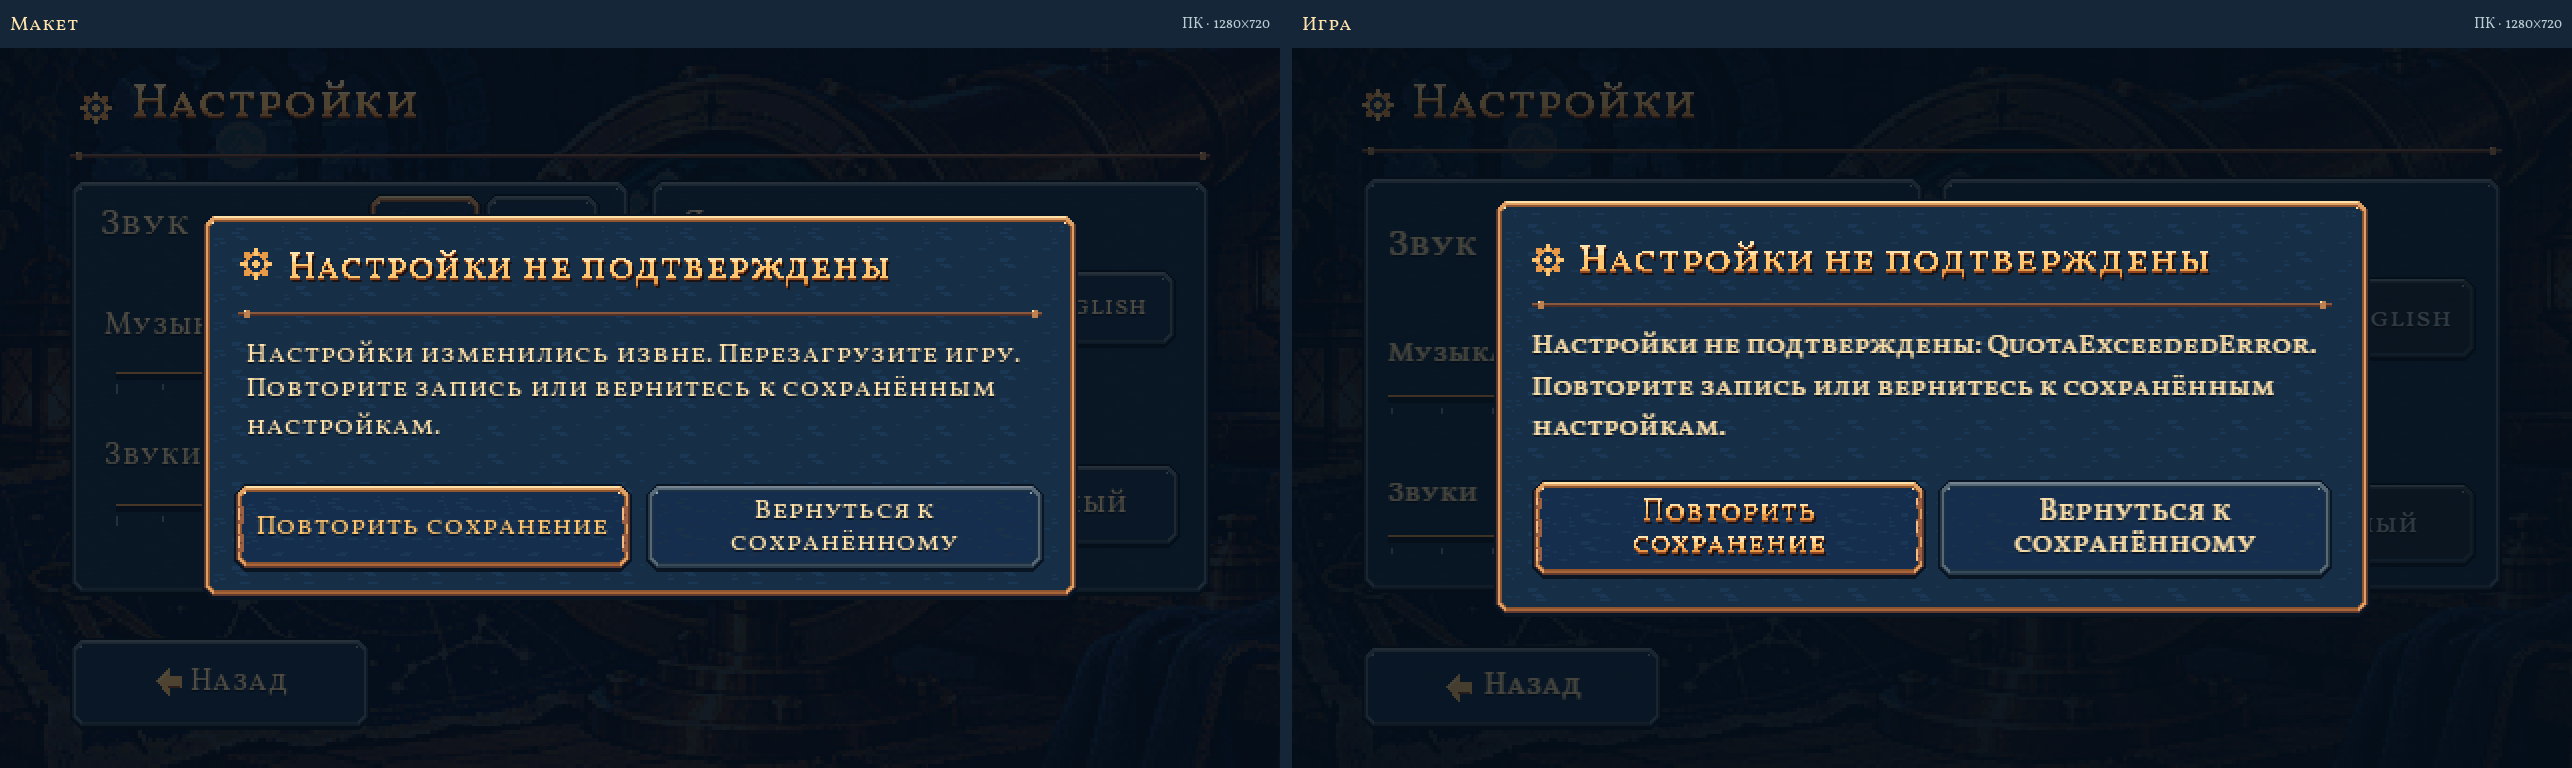 Макет
ПК · 1280×720
Настройки
Звук
Музык
Звуки
GLISH
ый
Настройки не подтверждены
Настройки изменились извне. Перезагрузите игру.
Повторите запись или вернитесь к сохранённым
настройкам.
Повторить сохранение
Вернуться к
сохранённому
Назад
Игра
ПК · 1280×720
Настройки
Звук
Музык
Звуки
GLISH
ый
Настройки не подтверждены
Настройки не подтверждены: QuotaExceededError.
Повторите запись или вернитесь к сохранённым
настройкам.
Повторить
сохранение
Вернуться к
сохранённому
Назад